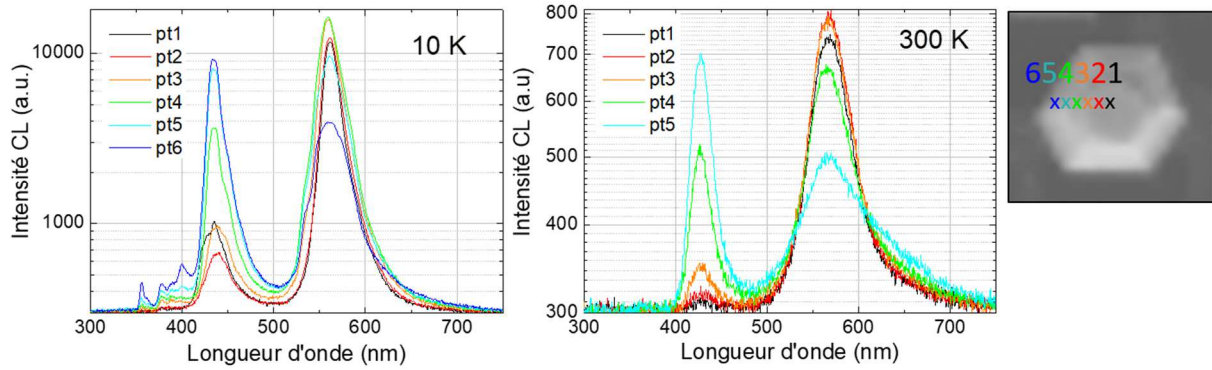 10000
1000
Intensité CL (a.u.)
pt1
pt2
pt3
pt4
pt5
pt6
10 K
300 400 500 600 700
Longueur d'onde (nm)
800
700
600
500
400
300
Intensité CL (a.u)
pt1
pt2
pt3
pt4
pt5
300 K
300 400 500 600 700
Longueur d'onde (nm)
654321
xxxxxx